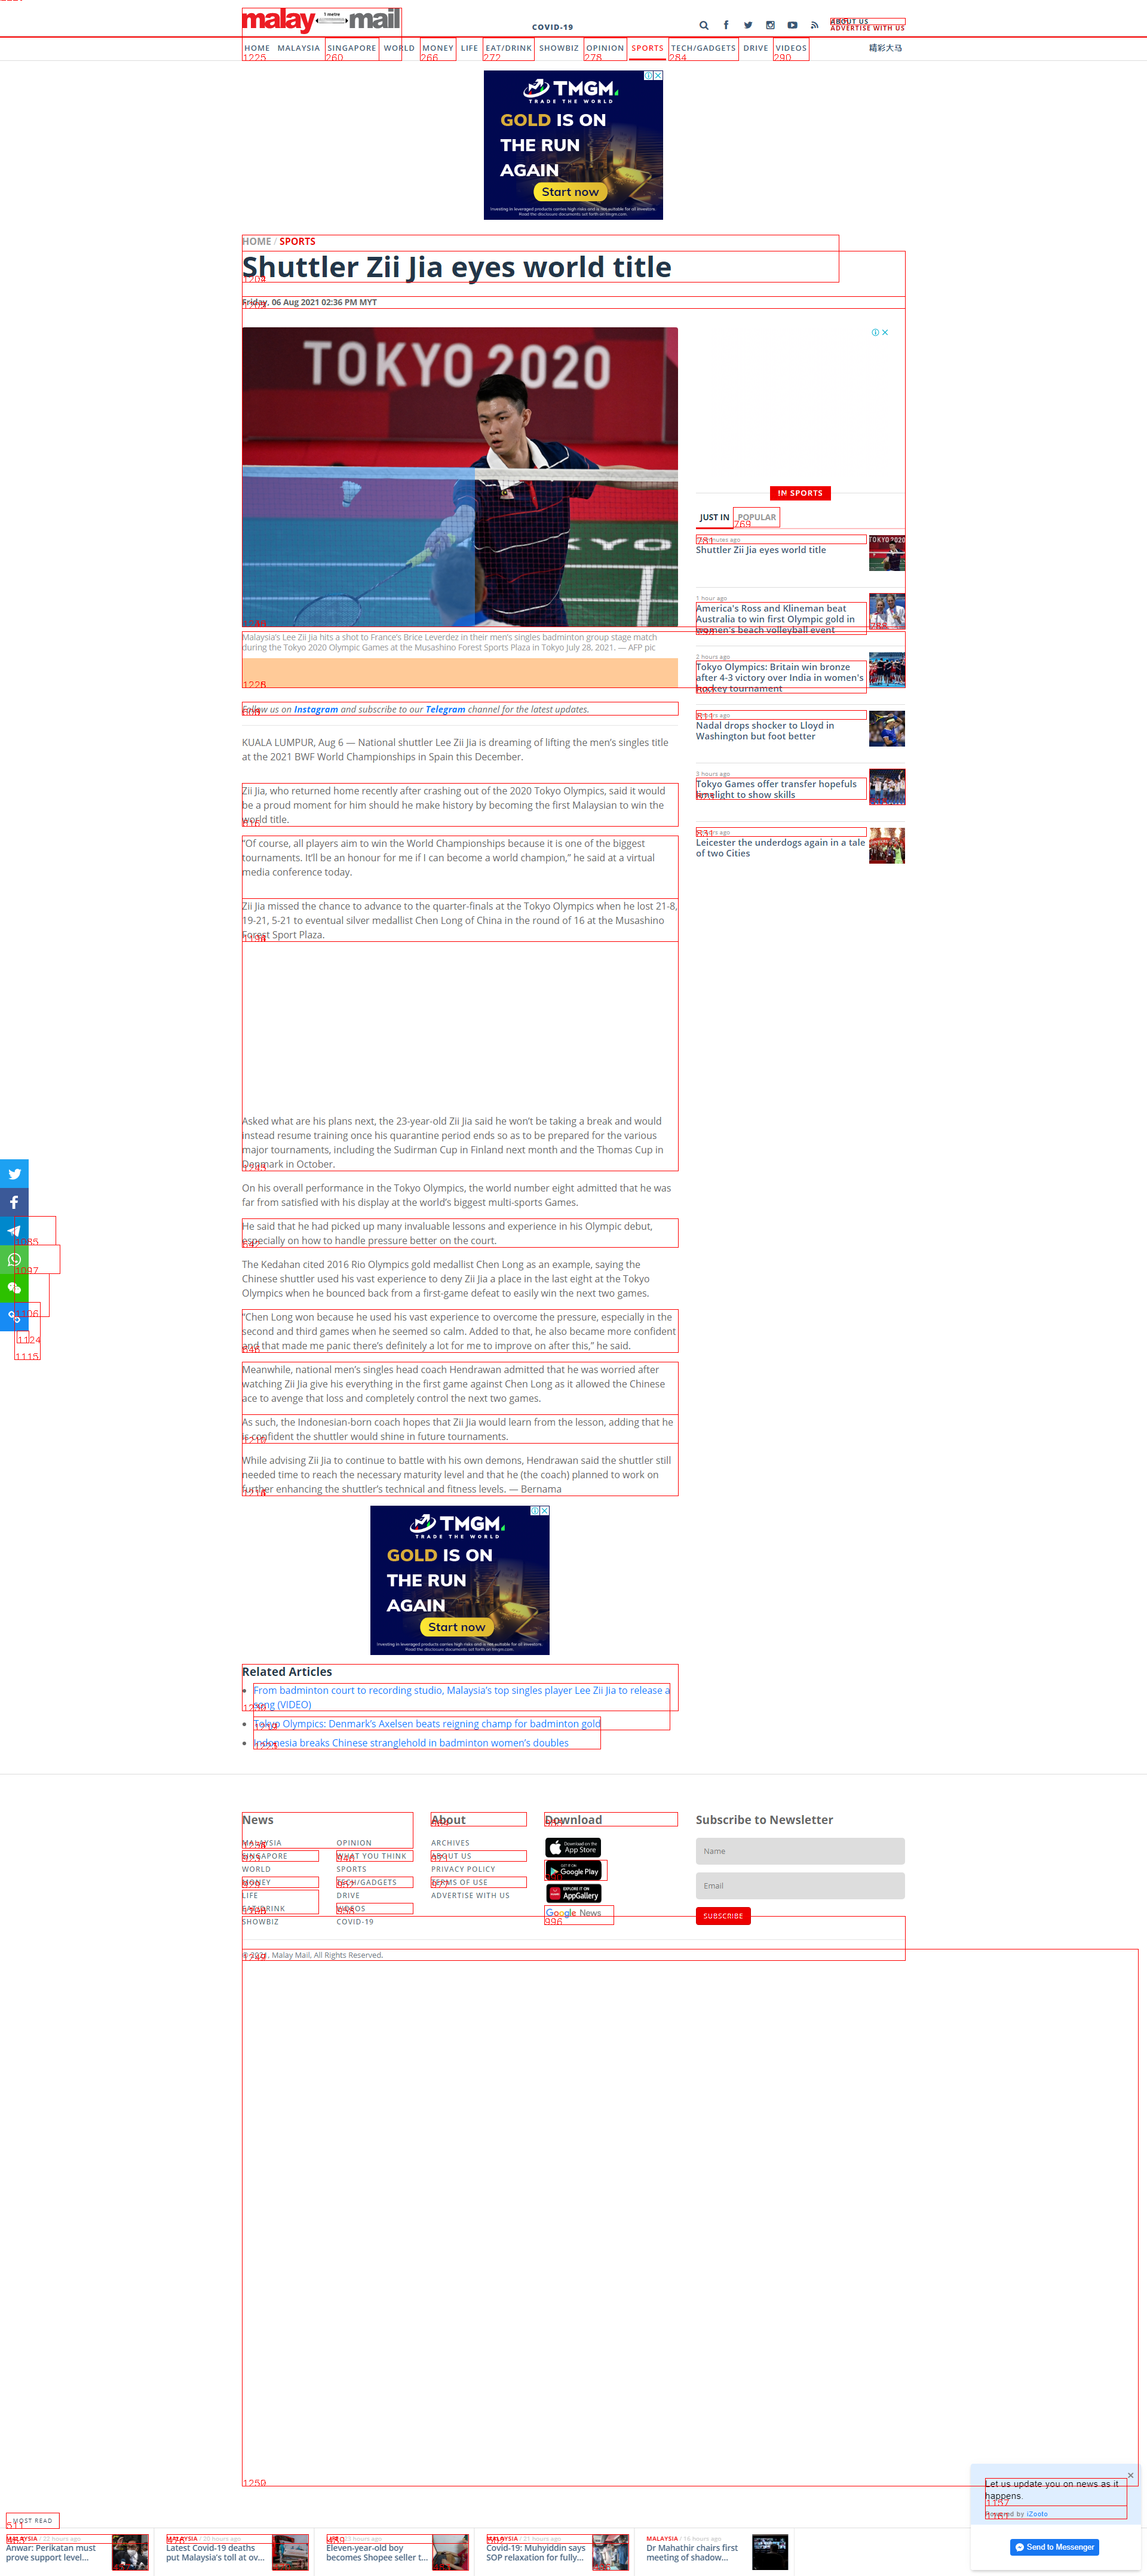 malay mail
1 metre
COVID-19
ABOUT US
ADVERTISE WITH US
HOME MALAYSIA SINGAPORE WORLD MONEY LIFE EAT/DRINK SHOWBIZ OPINION SPORTS TECH/GADGETS DRIVE VIDEOS 精彩大马
1225 260 266 272 278 284 290
TMGM
TRADE THE WORLD
GOLD IS ON
THE RUN
AGAIN
Start now
HOME / SPORTS
Shuttler Zii Jia eyes world title
Friday, 06 Aug 2021 02:36 PM MYT
TOKYO 2020
Malaysia's Lee Zii Jia hits a shot to France's Brice Leverdez in their men's singles badminton group stage match
during the Tokyo 2020 Olympic Games at the Musashino Forest Sports Plaza in Tokyo July 28, 2021. — AFP pic
Follow us on Instagram and subscribe to our Telegram channel for the latest updates.
KUALA LUMPUR, Aug 6 — National shuttler Lee Zii Jia is dreaming of lifting the men's singles title
at the 2021 BWF World Championships in Spain this December.
Zii Jia, who returned home recently after crashing out of the 2020 Tokyo Olympics, said it would
be a proud moment for him should he make history by becoming the first Malaysian to win the
world title.
"Of course, all players aim to win the World Championships because it is one of the biggest
tournaments. It'll be an honour for me if I can become a world champion," he said at a virtual
media conference today.
Zii Jia missed the chance to advance to the quarter-finals at the Tokyo Olympics when he lost 21-8,
19-21, 5-21 to eventual silver medallist Chen Long of China in the round of 16 at the Musashino
Forest Sport Plaza.
Asked what are his plans next, the 23-year-old Zii Jia said he won't be taking a break and would
instead resume training once his quarantine period ends so as to be prepared for the various
major tournaments, including the Sudirman Cup in Finland next month and the Thomas Cup in
Denmark in October.
On his overall performance in the Tokyo Olympics, the world number eight admitted that he was
far from satisfied with his display at the world's biggest multi-sports Games.
He said that he had picked up many invaluable lessons and experience in his Olympic debut,
especially on how to handle pressure better on the court.
The Kedahan cited 2016 Rio Olympics gold medallist Chen Long as an example, saying the
Chinese shuttler used his vast experience to deny Zii Jia a place in the last eight at the Tokyo
Olympics when he bounced back from a first-game defeat to easily win the next two games.
"Chen Long won because he used his vast experience to overcome the pressure, especially in the
second and third games when he seemed so calm. Added to that, he also became more confident
and that made me panic there's definitely a lot for me to improve on after this," he said.
Meanwhile, national men's singles head coach Hendrawan admitted that he was worried after
watching Zii Jia give his everything in the first game against Chen Long as it allowed the Chinese
ace to avenge that loss and completely control the next two games.
As such, the Indonesian-born coach hopes that Zii Jia would learn from the lesson, adding that he
is confident the shuttler would shine in future tournaments.
While advising Zii Jia to continue to battle with his own demons, Hendrawan said the shuttler still
needed time to reach the necessary maturity level and that he (the coach) planned to work on
further enhancing the shuttler's technical and fitness levels. — Bernama
IN SPORTS
JUST IN POPULAR
769
Shuttler Zii Jia eyes world title
1 hour ago
America's Ross and Klineman beat
Australia to win first Olympic gold in
women's beach volleyball event
2 hours ago
Tokyo Olympics: Britain win bronze
after 4-3 victory over India in women's
hockey tournament
Nadal drops shocker to Lloyd in
Washington but foot better
3 hours ago
Tokyo Games offer transfer hopefuls
limelight to show skills
Leicester the underdogs again in a tale
of two Cities
1097
1106
1124
1115
TMGM
TRADE THE WORLD
GOLD IS ON
THE RUN
AGAIN
Start now
Related Articles
From badminton court to recording studio, Malaysia's top singles player Lee Zii Jia to release a
song (VIDEO)
Tokyo Olympics: Denmark's Axelsen beats reigning champ for badminton gold
Indonesia breaks Chinese stranglehold in badminton women's doubles
News
MALAYSIA
SINGAPORE
WORLD
MONEY
LIFE
EAT/DRINK
SHOWBIZ
OPINION
WHAT YOU THINK
SPORTS
TECH/GADGETS
DRIVE
VIDEOS
COVID-19
About
ARCHIVES
ABOUT US
PRIVACY POLICY
TERMS OF USE
ADVERTISE WITH US
Download
Download on the
App Store
GET IT ON
Google Play
EXPLORE IT ON
AppGallery
Google News
996
Subscribe to Newsletter
Name
Email
SUBSCRIBE
© 2021, Malay Mail, All Rights Reserved.
Let us update you on news as it
happens.
Powered by iZooto
Send to Messenger
MOST READ
MALAYSIA / 22 hours ago
Anwar: Perikatan must
prove support level...
MALAYSIA / 20 hours ago
Latest Covid-19 deaths
put Malaysia's toll at ov...
Eleven-year-old boy
becomes Shopee seller t...
MALAYSIA / 21 hours ago
Covid-19: Muhyiddin says
SOP relaxation for fully...
MALAYSIA / 16 hours ago
Dr Mahathir chairs first
meeting of shadow...